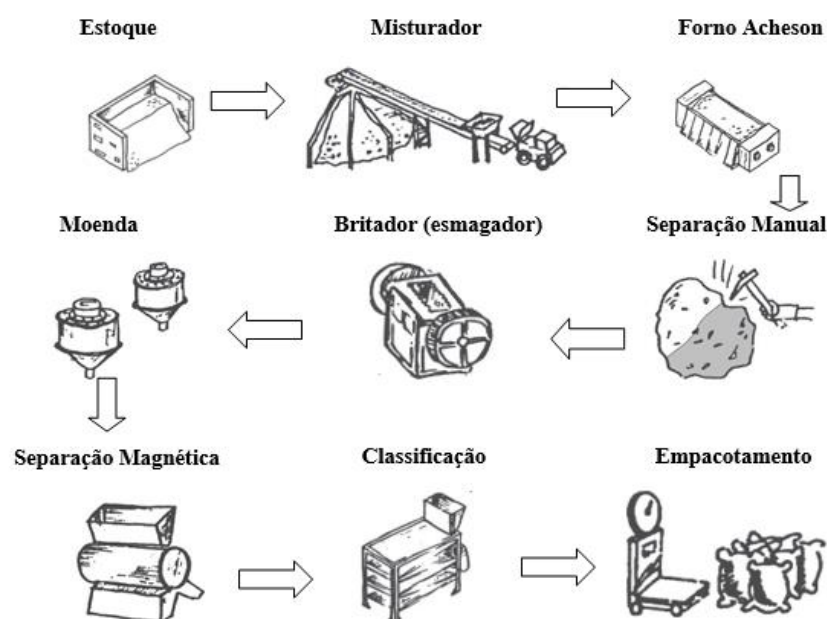 Estoque
Misturador
Forno Acheson
Moenda
Britador (esmagador)
Separação Manual
Separação Magnética
Classificação
Empacotamento